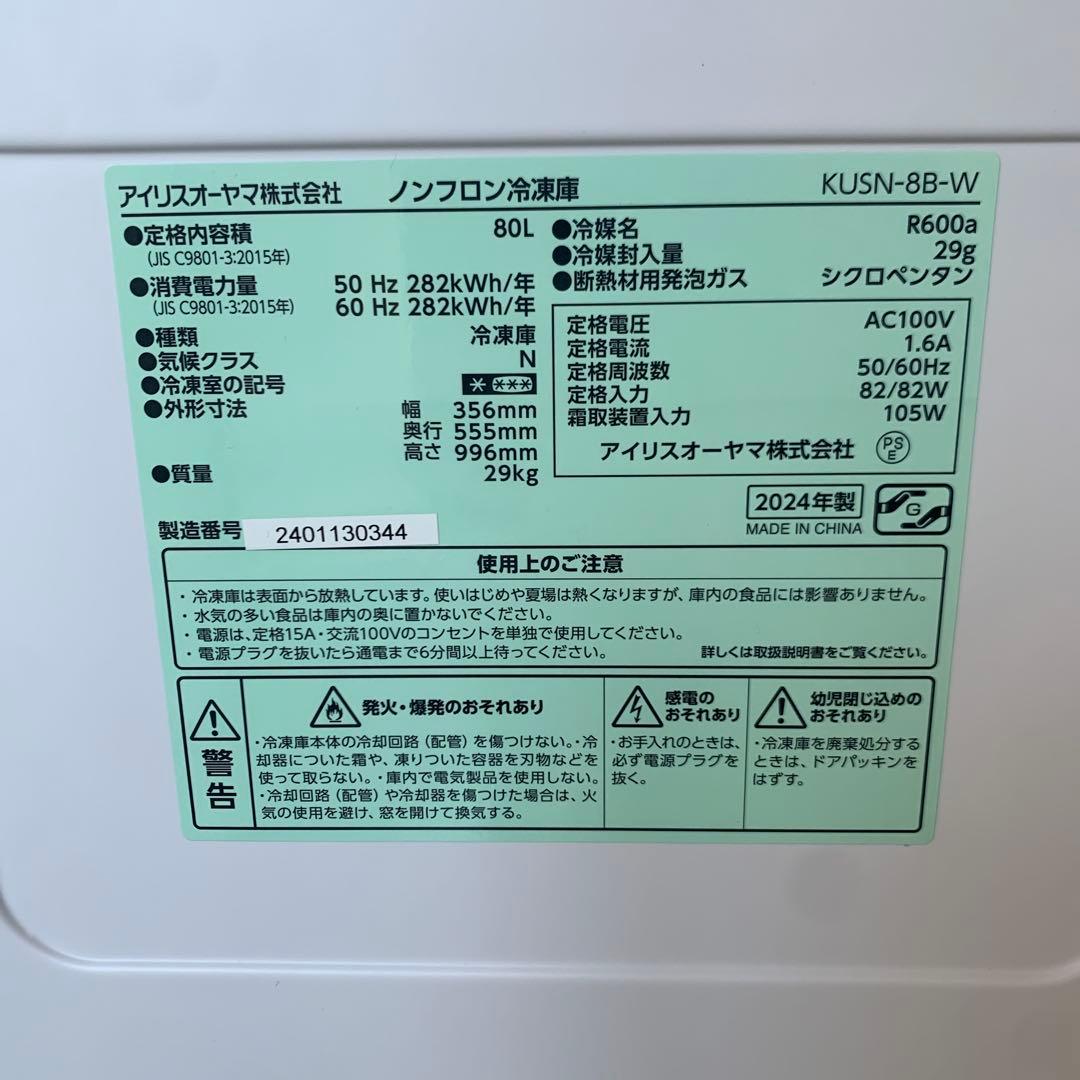 アイリスオーヤマ株式会社 ノンフロン冷凍庫 KUSN-8B-W
●定格内容積 80L
(JIS C9801-3:2015年)
●消費電力量 50 Hz 282kWh/年
(JIS C9801-3:2015年) 60 Hz 282kWh/年
●種類 冷凍庫
●気候クラス N
●冷凍室の記号 * ***
●外形寸法 幅 356mm
奥行 555mm
高さ 996mm
●質量 29kg
製造番号 2401130344
●冷媒名 R600a
●冷媒封入量 29g
●断熱材用発泡ガス シクロペンタン
定格電圧 AC100V
定格電流 1.6A
定格周波数 50/60Hz
定格入力 82/82W
霜取装置入力 105W
アイリスオーヤマ株式会社 PSE
2024年製
MADE IN CHINA
G
使用上のご注意
・冷凍庫は表面から放熱しています。使いはじめや夏場は熱くなりますが、庫内の食品には影響ありません。
・水気の多い食品は庫内の奥に置かないでください。
・電源は、定格15A・交流100Vのコンセントを単独で使用してください。
・電源プラグを抜いたら通電まで6分間以上待ってください。 詳しくは取扱説明書をご覧ください。
警告
発火・爆発のおそれあり
・冷凍庫本体の冷却回路（配管）を傷つけない。・冷
却器についた霜や、凍りついた容器を刃物などを
使って取らない。・庫内で電気製品を使用しない。
・冷却回路（配管）や冷却器を傷つけた場合は、火
気の使用を避け、窓を開けて換気する。
感電の
おそれあり
・お手入れのときは、
必ず電源プラグを
抜く。
幼児閉じ込めの
おそれあり
・冷凍庫を廃棄処分する
ときは、ドアパッキンを
はずす。